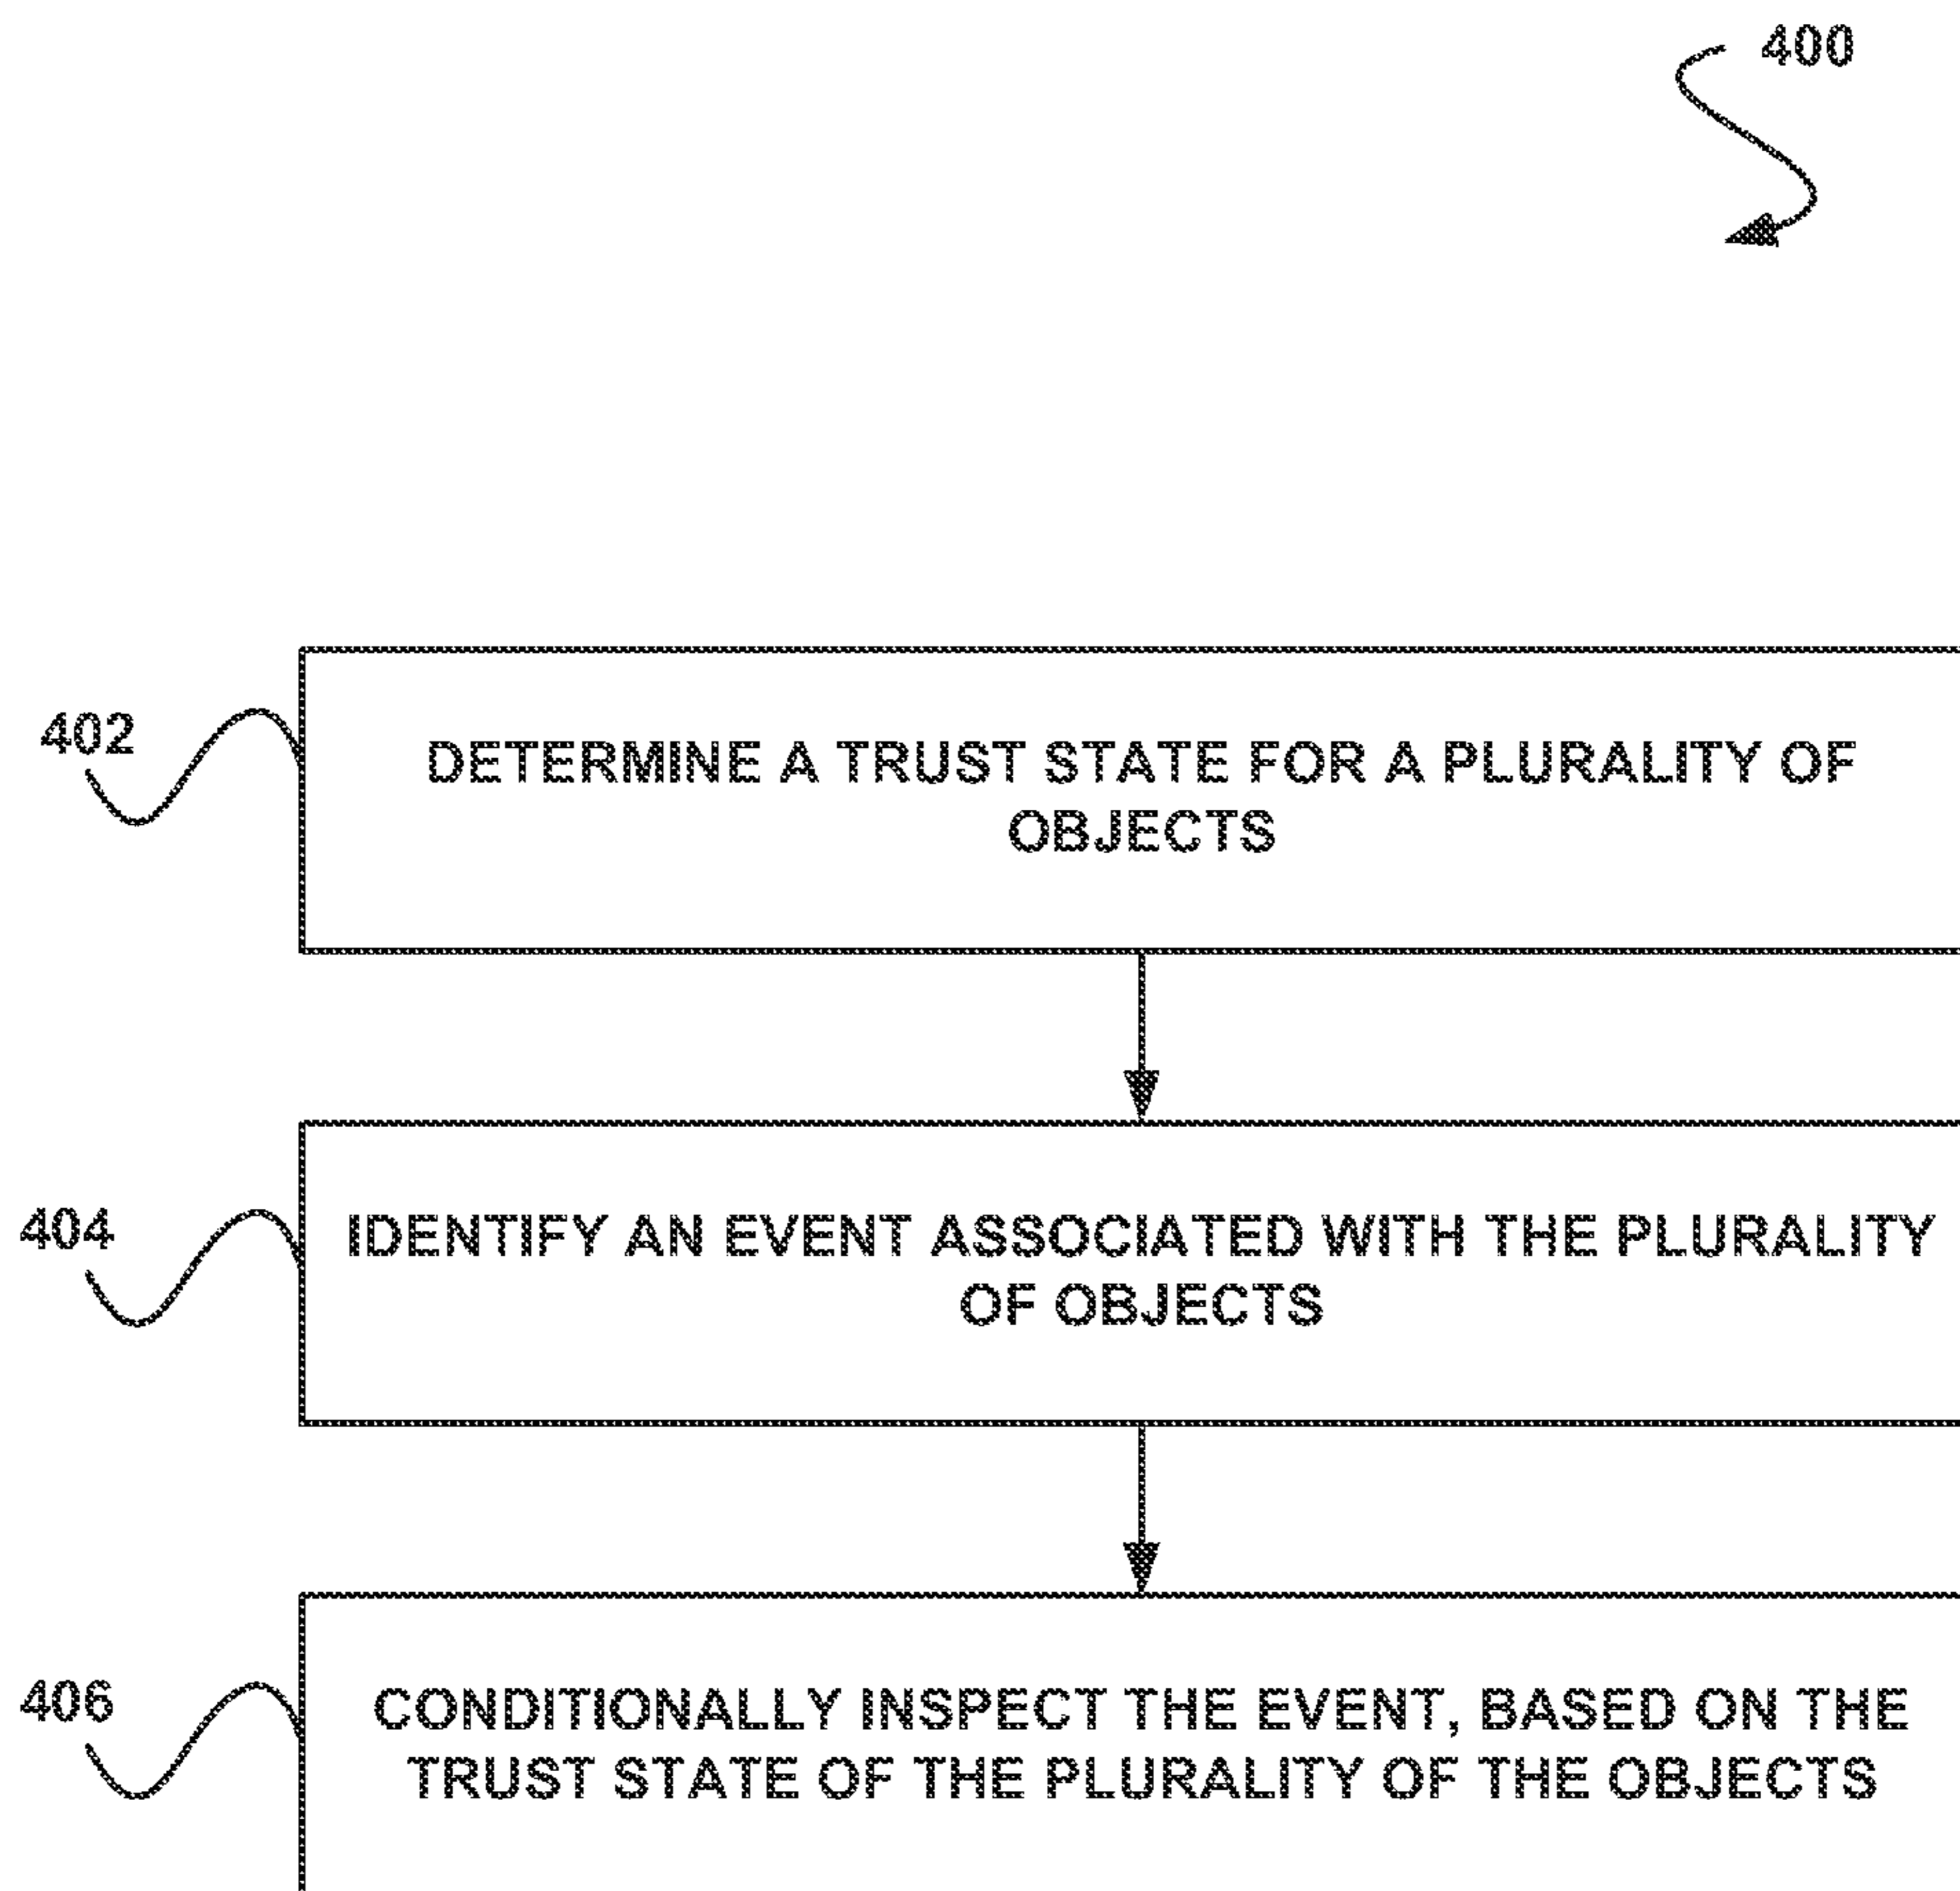 400
402
DETERMINE A TRUST STATE FOR A PLURALITY OF
OBJECTS
404
IDENTIFY AN EVENT ASSOCIATED WITH THE PLURALITY
OF OBJECTS
406
CONDITIONALLY INSPECT THE EVENT, BASED ON THE
TRUST STATE OF THE PLURALITY OF THE OBJECTS